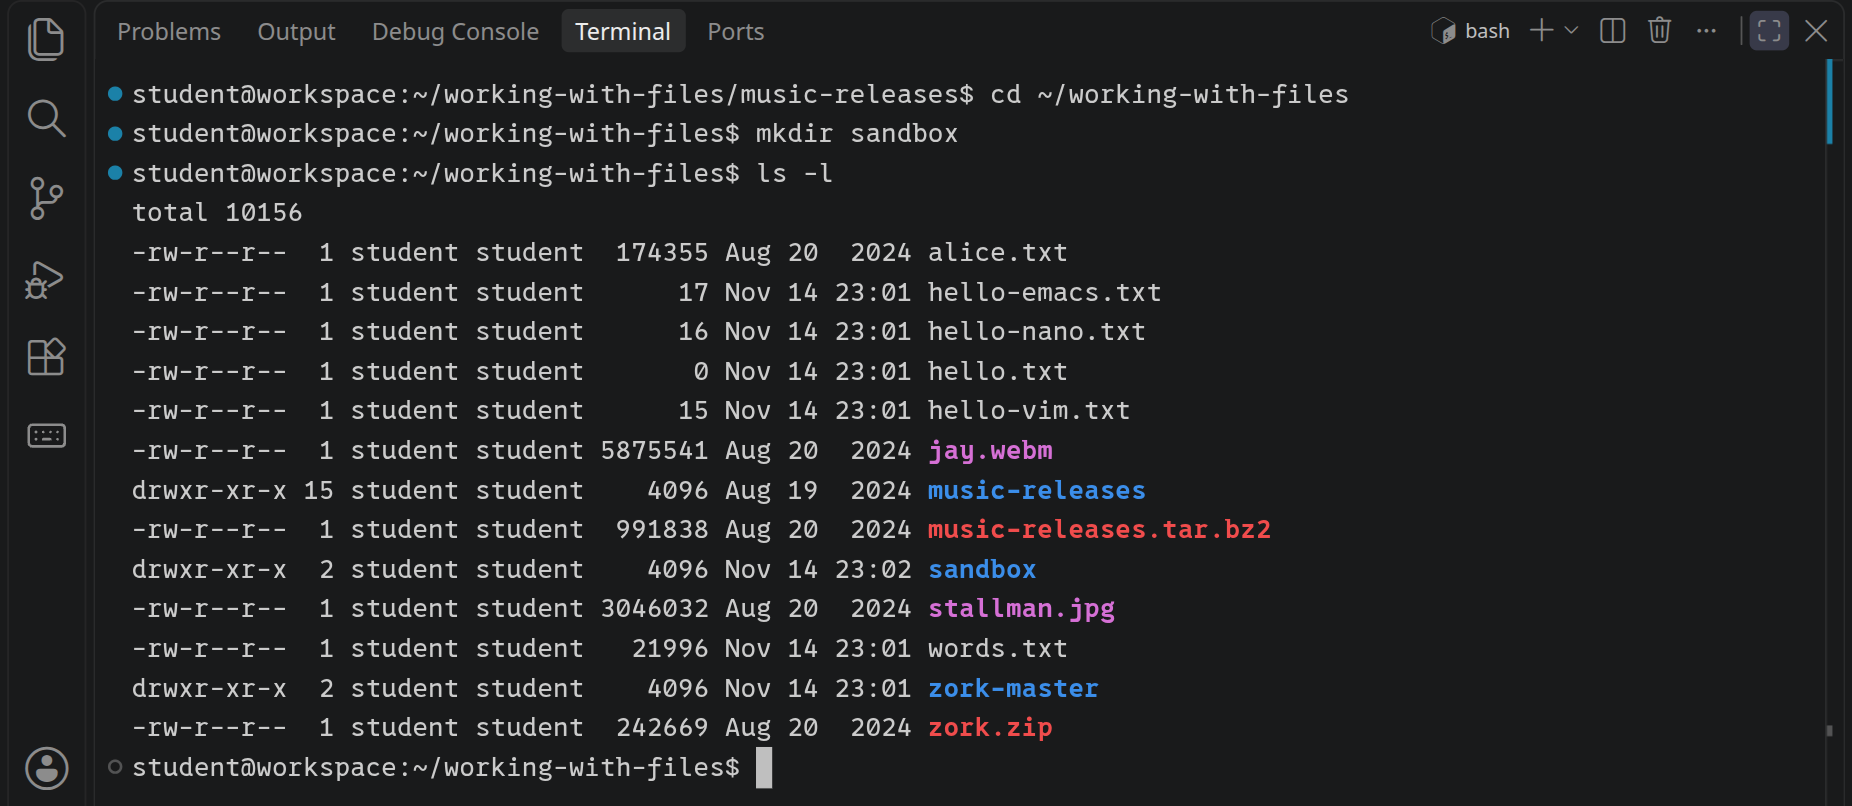 Problems Output Debug Console Terminal Ports bash
student@workspace:~/working-with-files/music-releases$ cd ~/working-with-files
student@workspace:~/working-with-files$ mkdir sandbox
student@workspace:~/working-with-files$ ls -l
total 10156
-rw-r--r--  1 student student  174355 Aug 20  2024 alice.txt
-rw-r--r--  1 student student      17 Nov 14 23:01 hello-emacs.txt
-rw-r--r--  1 student student      16 Nov 14 23:01 hello-nano.txt
-rw-r--r--  1 student student       0 Nov 14 23:01 hello.txt
-rw-r--r--  1 student student      15 Nov 14 23:01 hello-vim.txt
-rw-r--r--  1 student student 5875541 Aug 20  2024 jay.webm
drwxr-xr-x 15 student student    4096 Aug 19  2024 music-releases
-rw-r--r--  1 student student  991838 Aug 20  2024 music-releases.tar.bz2
drwxr-xr-x  2 student student    4096 Nov 14 23:02 sandbox
-rw-r--r--  1 student student 3046032 Aug 20  2024 stallman.jpg
-rw-r--r--  1 student student   21996 Nov 14 23:01 words.txt
drwxr-xr-x  2 student student    4096 Nov 14 23:01 zork-master
-rw-r--r--  1 student student  242669 Aug 20  2024 zork.zip
student@workspace:~/working-with-files$